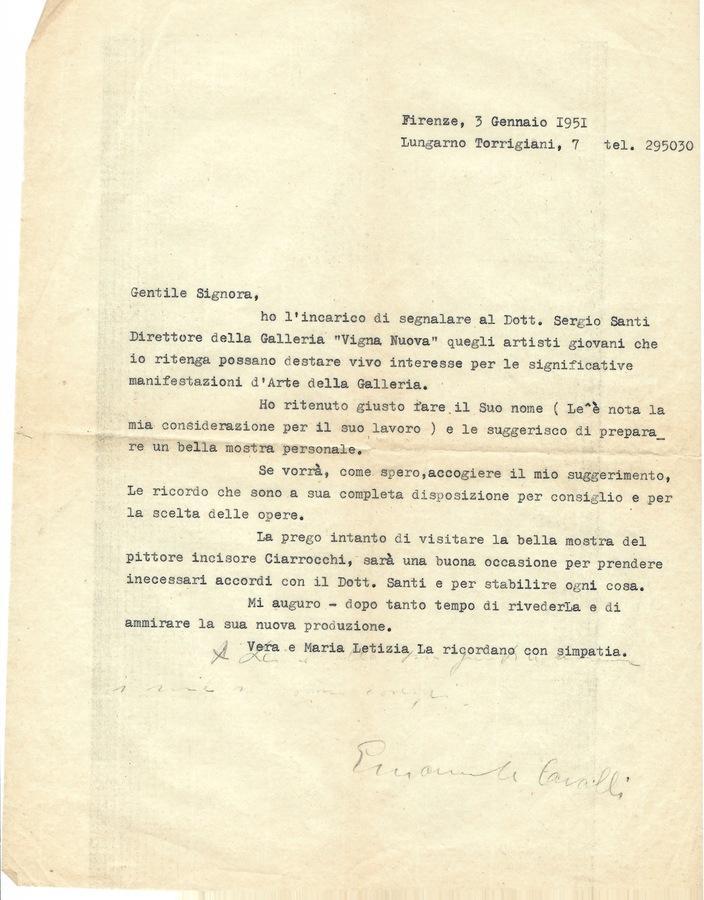 Firenze, 3 Gennaio I95I
Lungarno Torrigiani, 7   tel. 295030
Gentile Signora,
ho l'incarico di segnalare al Dott. Sergio Santi
Direttore della Galleria "Vigna Nuova" quegli artisti giovani che
io ritenga possano destare vivo interesse per le significative
manifestazioni d'Arte della Galleria.
Ho ritenuto giusto fare il Suo nome ( Le^è nota la
mia considerazione per il suo lavoro ) e le suggerisco di prepara_
re un bella mostra personale.
Se vorrà, come spero,accogiere il mio suggerimento,
Le ricordo che sono a sua completa disposizione per consiglio e per
la scelta delle opere.
La prego intanto di visitare la bella mostra del
pittore incisore Ciarrocchi, sarà una buona occasione per prendere
inecessari accordi con il Dott. Santi e per stabilire ogni cosa.
Mi auguro - dopo tanto tempo di rivederLa e di
ammirare la sua nuova produzione.
Vera e Maria Letizia La ricordano con simpatia.
Emanuele Cavalli